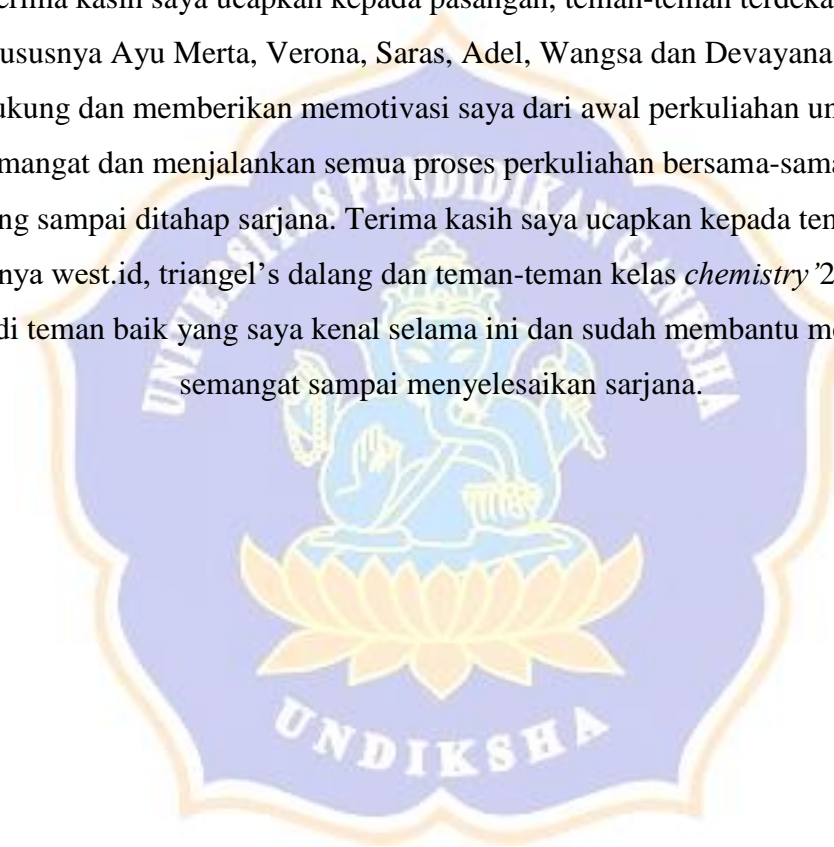 erima kasih saya ucapkan kepada pasangan, teman-teman terdeka
ususnya Ayu Merta, Verona, Saras, Adel, Wangsa dan Devayana
ukung dan memberikan memotivasi saya dari awal perkuliahan un
mangat dan menjalankan semua proses perkuliahan bersama-sama
ng sampai ditahap sarjana. Terima kasih saya ucapkan kepada ten
nya west.id, triangel’s dalang dan teman-teman kelas chemistry’2
di teman baik yang saya kenal selama ini dan sudah membantu me
semangat sampai menyelesaikan sarjana.
UNIVERSITAS PENDIDIKAN GANESHA
UNDIKSHA